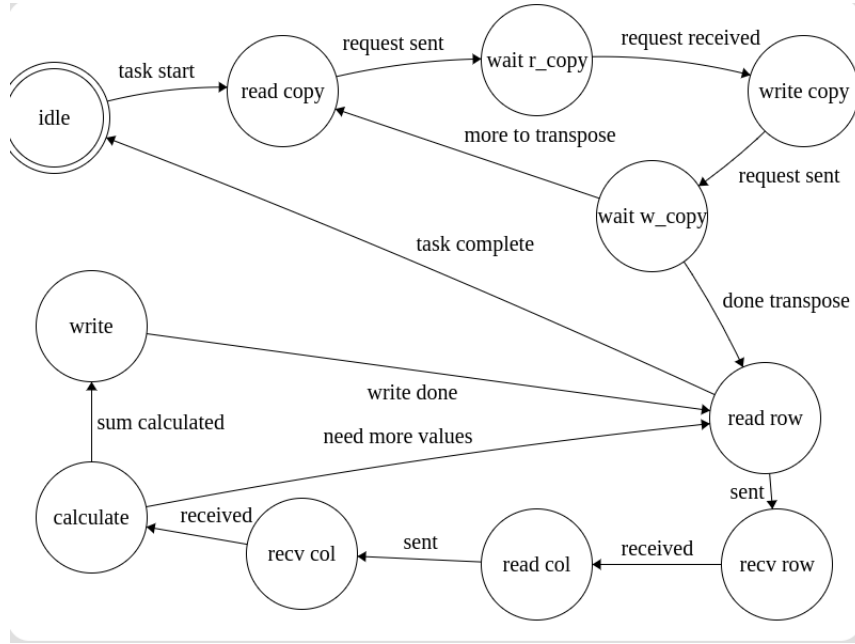 task start
request sent
wait r_copy
request received
idle
read copy
write copy
more to transpose
request sent
wait w_copy
task complete
done transpose
write
write done
read row
sum calculated
need more values
sent
calculate
received
recv col
sent
read col
received
recv row